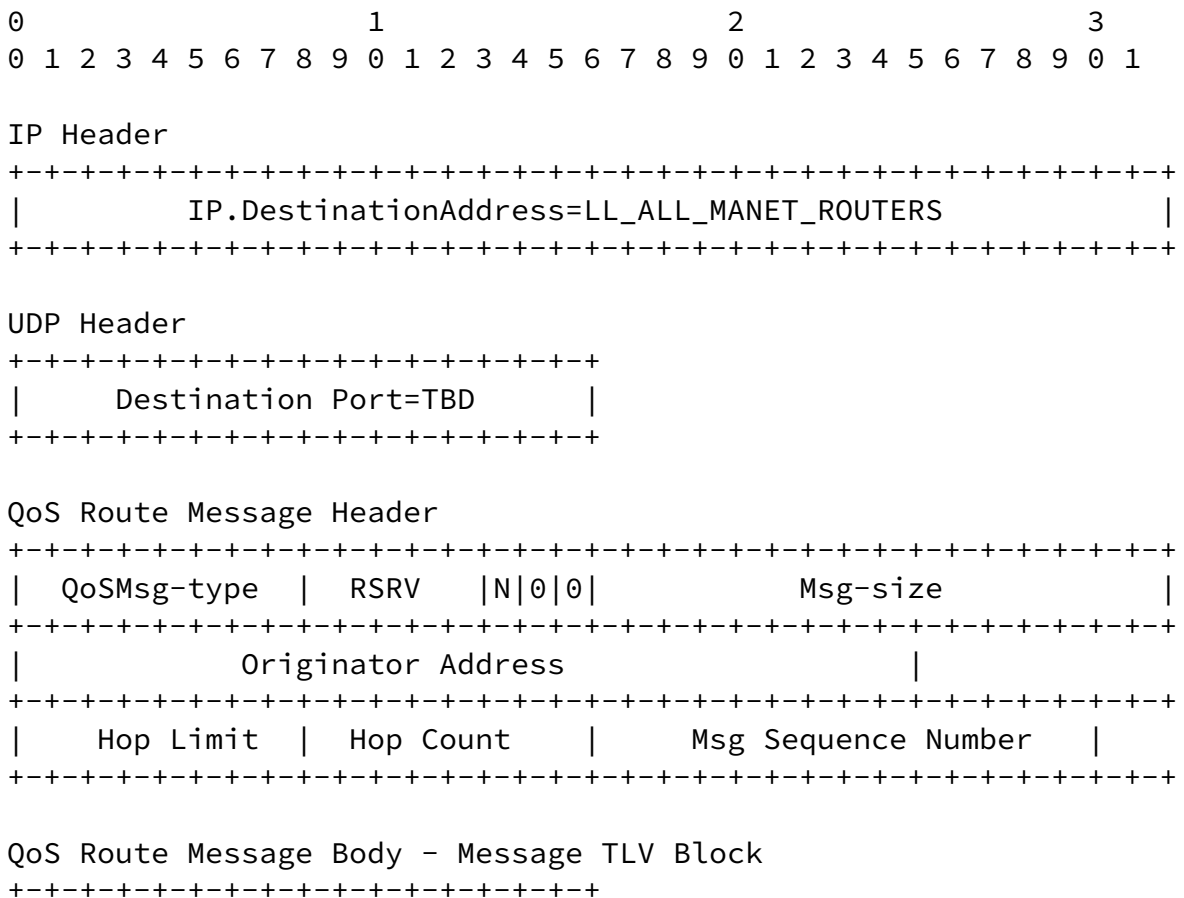 0                   1                   2                   3
0 1 2 3 4 5 6 7 8 9 0 1 2 3 4 5 6 7 8 9 0 1 2 3 4 5 6 7 8 9 0 1

IP Header
+-+-+-+-+-+-+-+-+-+-+-+-+-+-+-+-+-+-+-+-+-+-+-+-+-+-+-+-+-+-+-+-+
|         IP.DestinationAddress=LL_ALL_MANET_ROUTERS            |
+-+-+-+-+-+-+-+-+-+-+-+-+-+-+-+-+-+-+-+-+-+-+-+-+-+-+-+-+-+-+-+-+

UDP Header
+-+-+-+-+-+-+-+-+-+-+-+-+-+-+-+-+
|     Destination Port=TBD      |
+-+-+-+-+-+-+-+-+-+-+-+-+-+-+-+-+

QoS Route Message Header
+-+-+-+-+-+-+-+-+-+-+-+-+-+-+-+-+-+-+-+-+-+-+-+-+-+-+-+-+-+-+-+-+
|  QoSMsg-type  |  RSRV   |N|0|0|           Msg-size            |
+-+-+-+-+-+-+-+-+-+-+-+-+-+-+-+-+-+-+-+-+-+-+-+-+-+-+-+-+-+-+-+-+
|            Originator Address                   |
+-+-+-+-+-+-+-+-+-+-+-+-+-+-+-+-+-+-+-+-+-+-+-+-+-+-+-+-+-+-+-+-+
|    Hop Limit  |  Hop Count    |     Msg Sequence Number   |
+-+-+-+-+-+-+-+-+-+-+-+-+-+-+-+-+-+-+-+-+-+-+-+-+-+-+-+-+-+-+-+-+

QoS Route Message Body - Message TLV Block
+-+-+-+-+-+-+-+-+-+-+-+-+-+-+-+-+